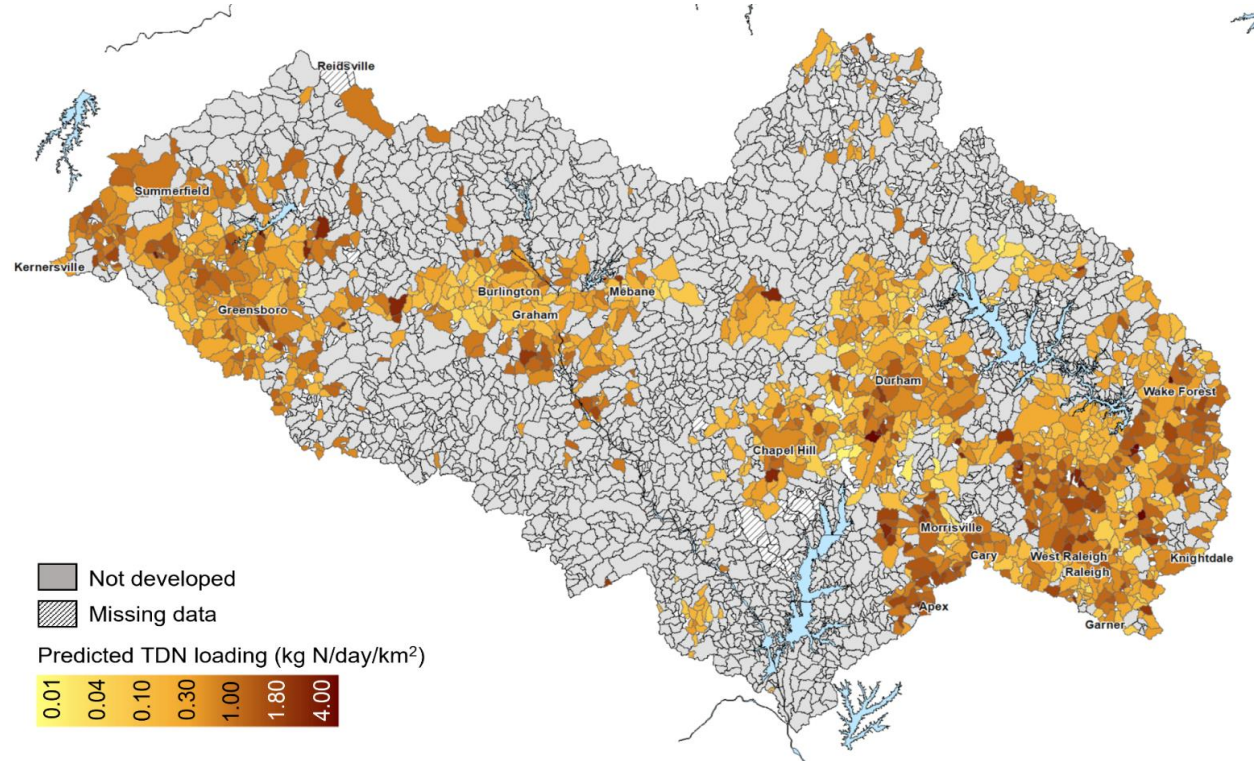 Reidsville
Summerfield
Kernersville
Greensboro
Burlington
Mebane
Graham
Durham
Wake Forest
Chapel Hill
Morrisville
Cary
West Raleigh
Raleigh
Knightdale
Apex
Garner
Not developed
Missing data
Predicted TDN loading (kg N/day/km²)
0.01
0.04
0.10
0.30
1.00
1.80
4.00